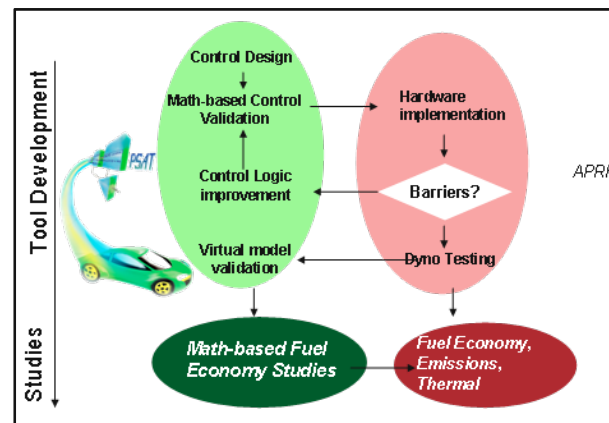 Control Design
Math-based Control
Validation
Control Logic
improvement
Virtual model
validation
Hardware
implementation
Barriers?
Dyno Testing
Math-based Fuel
Economy Studies
Fuel Economy,
Emissions,
Thermal
Tool Development
Studies
PSAT